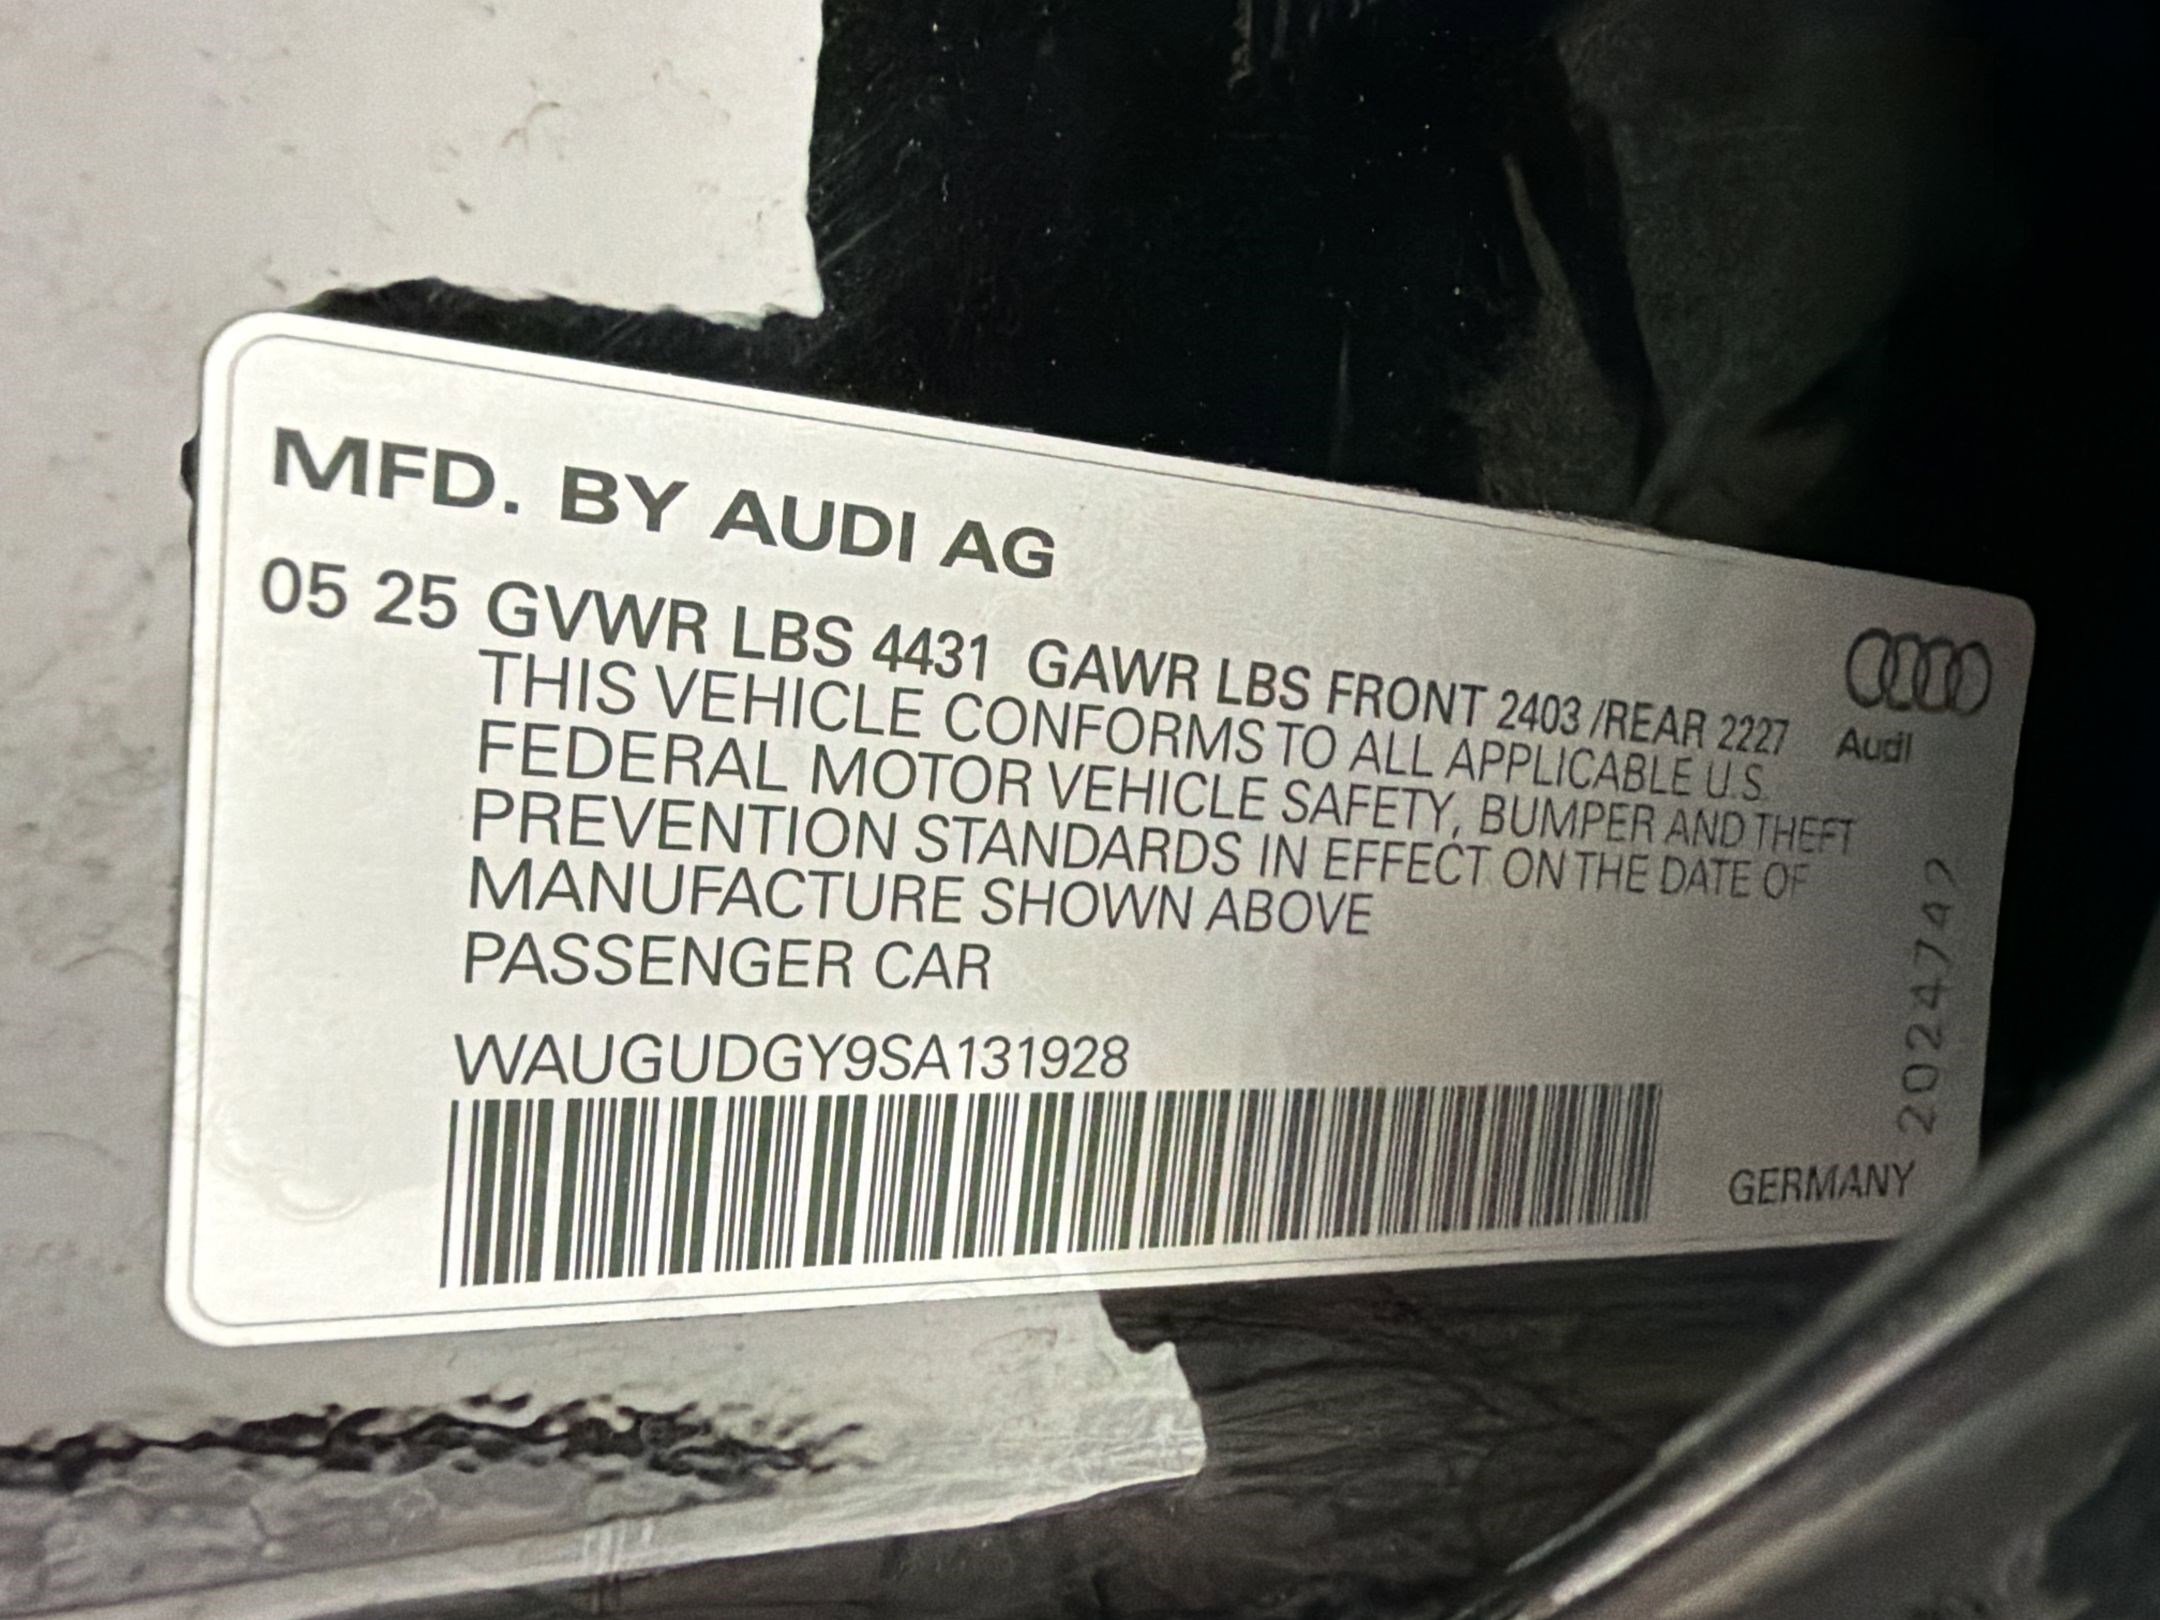 MFD. BY AUDI AG
05 25 GVWR LBS 4431 GAWR LBS FRONT 2403 /REAR 2227
THIS VEHICLE CONFORMS TO ALL APPLICABLE U.S.
FEDERAL MOTOR VEHICLE SAFETY, BUMPER AND THEFT
PREVENTION STANDARDS IN EFFECT ON THE DATE OF
MANUFACTURE SHOWN ABOVE
PASSENGER CAR
WAUGUDGY9SA131928
Audi
20247472
GERMANY